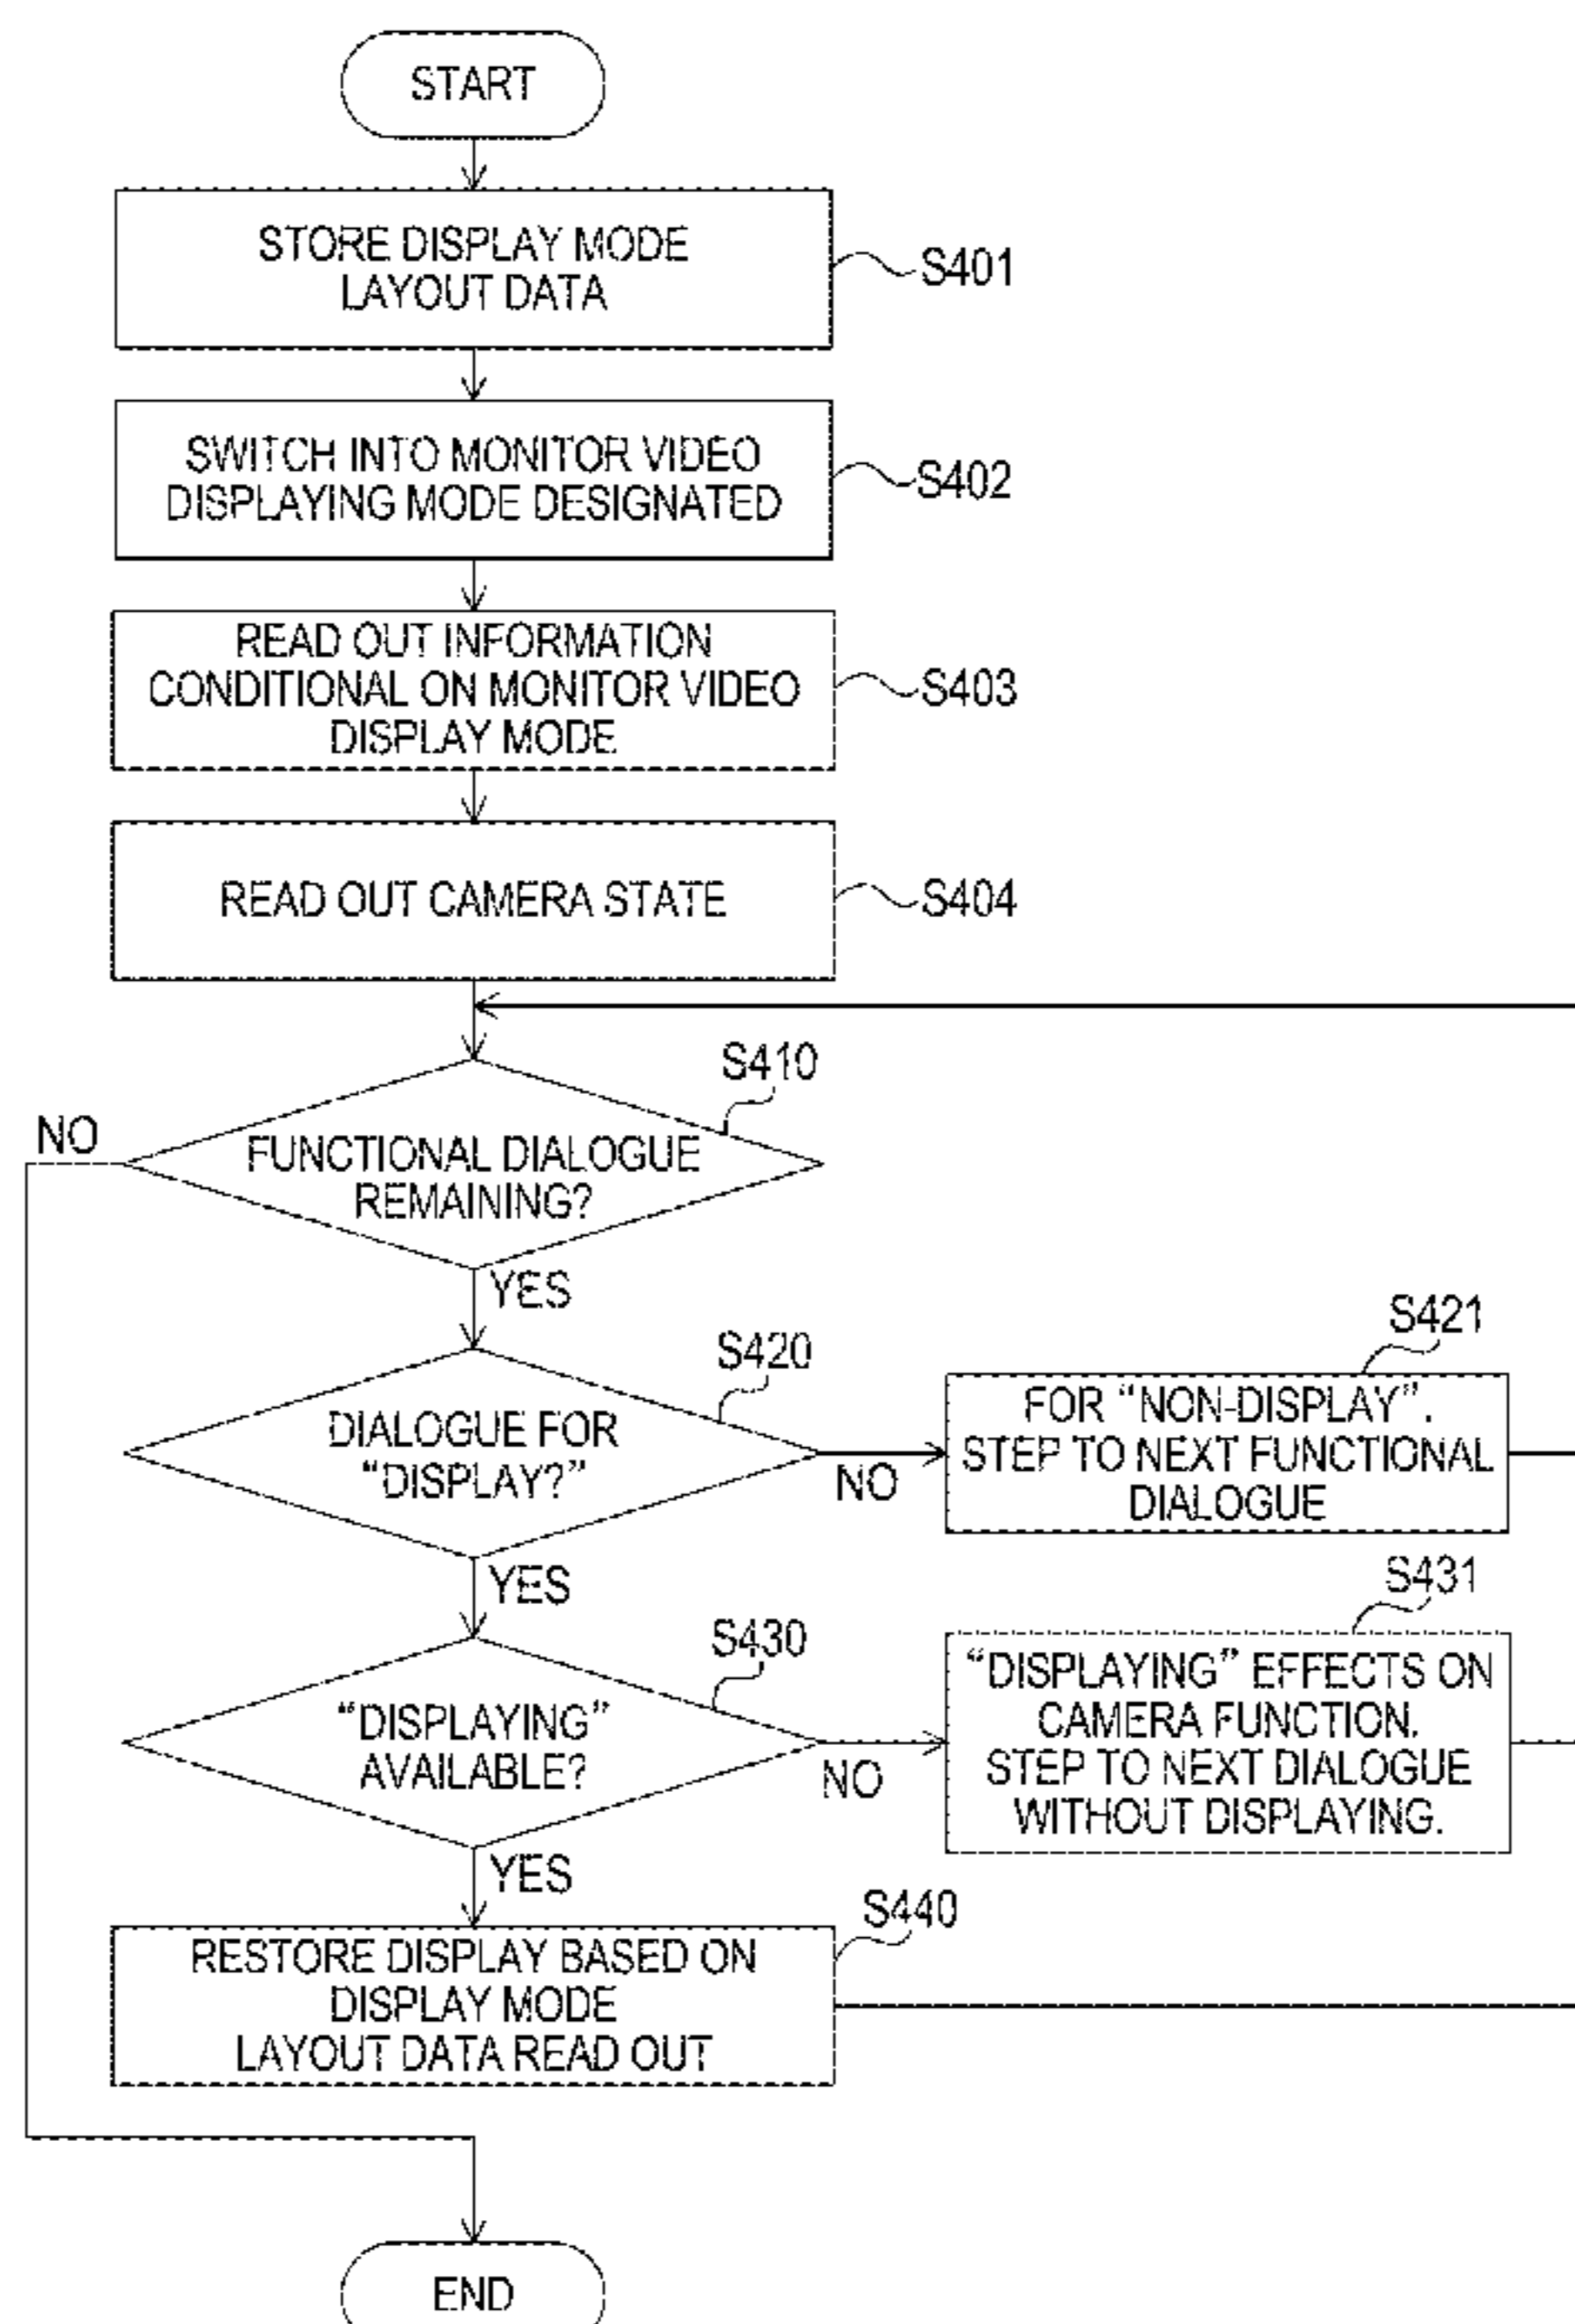 START
STORE DISPLAY MODE
LAYOUT DATA
S401
SWITCH INTO MONITOR VIDEO
DISPLAYING MODE DESIGNATED
S402
READ OUT INFORMATION
CONDITIONAL ON MONITOR VIDEO
DISPLAY MODE
S403
READ OUT CAMERA STATE
S404
S410
NO
FUNCTIONAL DIALOGUE
REMAINING?
YES
S420
DIALOGUE FOR
“DISPLAY?”
NO
S421
FOR “NON-DISPLAY”.
STEP TO NEXT FUNCTIONAL
DIALOGUE
YES
S430
“DISPLAYING”
AVAILABLE?
NO
S431
“DISPLAYING” EFFECTS ON
CAMERA FUNCTION.
STEP TO NEXT DIALOGUE
WITHOUT DISPLAYING.
YES
S440
RESTORE DISPLAY BASED ON
DISPLAY MODE
LAYOUT DATA READ OUT
END